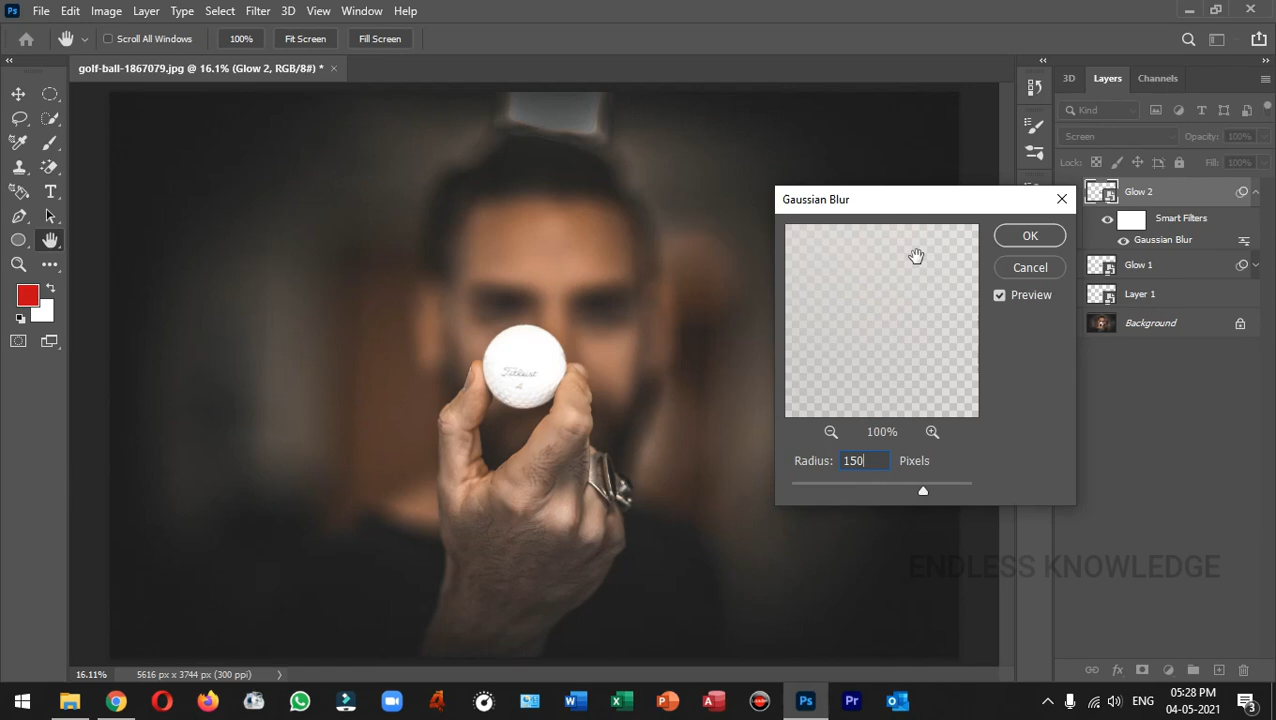 Ps File Edit Image Layer Type Select Filter 3D View Window Help
Scroll All Windows 100% Fit Screen Fill Screen
golf-ball-1867079.jpg @ 16.1% (Glow 2, RGB/8#) *
3D Layers Channels
Kind
Screen Opacity: 100%
Lock: Fill: 100%
Glow 2
Smart Filters
Gaussian Blur
Glow 1
Layer 1
Background
Gaussian Blur
OK
Cancel
Preview
100%
Radius: 150 Pixels
Titleist
4
ENDLESS KNOWLEDGE
16.11% 5616 px x 3744 px (300 ppi)
ENG
05:28 PM
04-05-2021
3